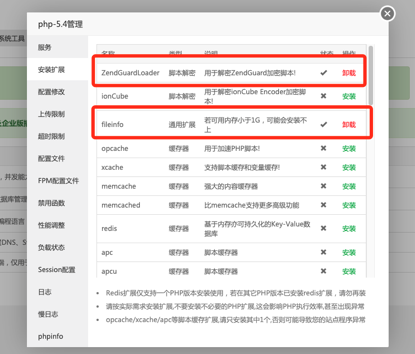 php-5.4管理
系统工具
服务
安装扩展
配置修改
上传限制
超时限制
配置文件
FPM配置文件
禁用函数
性能调整
负载状态
Session配置
日志
慢日志
phpinfo
名称 类型 说明 状态 操作
ZendGuardLoader 脚本解密 用于解密ZendGuard加密脚本! ✔ 卸载
ionCube 脚本解密 用于解密ionCube Encoder加密脚
本! ✖ 安装
fileinfo 通用扩展 若可用内存小于1G，可能会安装不
上 ✔ 卸载
opcache 缓存器 用于加速PHP脚本! ✖ 安装
xcache 缓存器 支持脚本缓存和变量缓存! ✖ 安装
memcache 缓存器 强大的内容缓存器 ✖ 安装
memcached 缓存器 比memcache支持更多高级功能 ✖ 安装
redis 缓存器 基于内存亦可持久化的Key-Value数
据库 ✖ 安装
apc 缓存器 脚本缓存器 ✖ 安装
apcu 缓存器 脚本缓存器 ✖ 安装
• Redis扩展仅支持一个PHP版本安装使用，若在其它PHP版本已安装redis扩展，请勿再装
• 请按实际需求安装扩展,不要安装不必要的PHP扩展,这会影响PHP执行效率,甚至出现异常
• opcache/xcache/apc等脚本缓存扩展,请只安装其中1个,否则可能导致您的站点程序异常